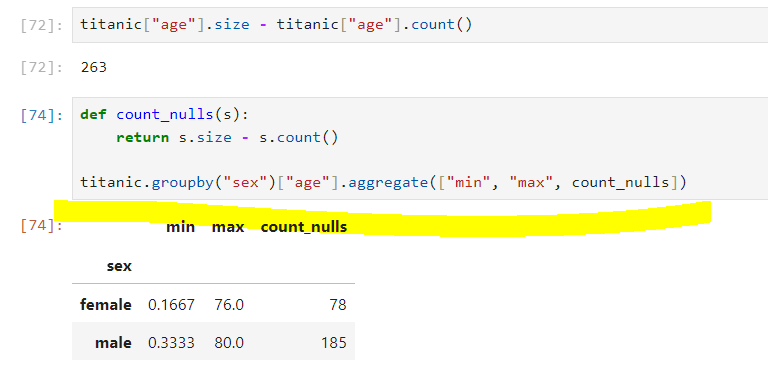 [72]: titanic["age"].size - titanic["age"].count()
[72]: 263
[74]: def count_nulls(s):
return s.size - s.count()
titanic.groupby("sex")["age"].aggregate(["min", "max", count_nulls])
[74]: min max count_nulls
sex
female 0.1667 76.0 78
male 0.3333 80.0 185